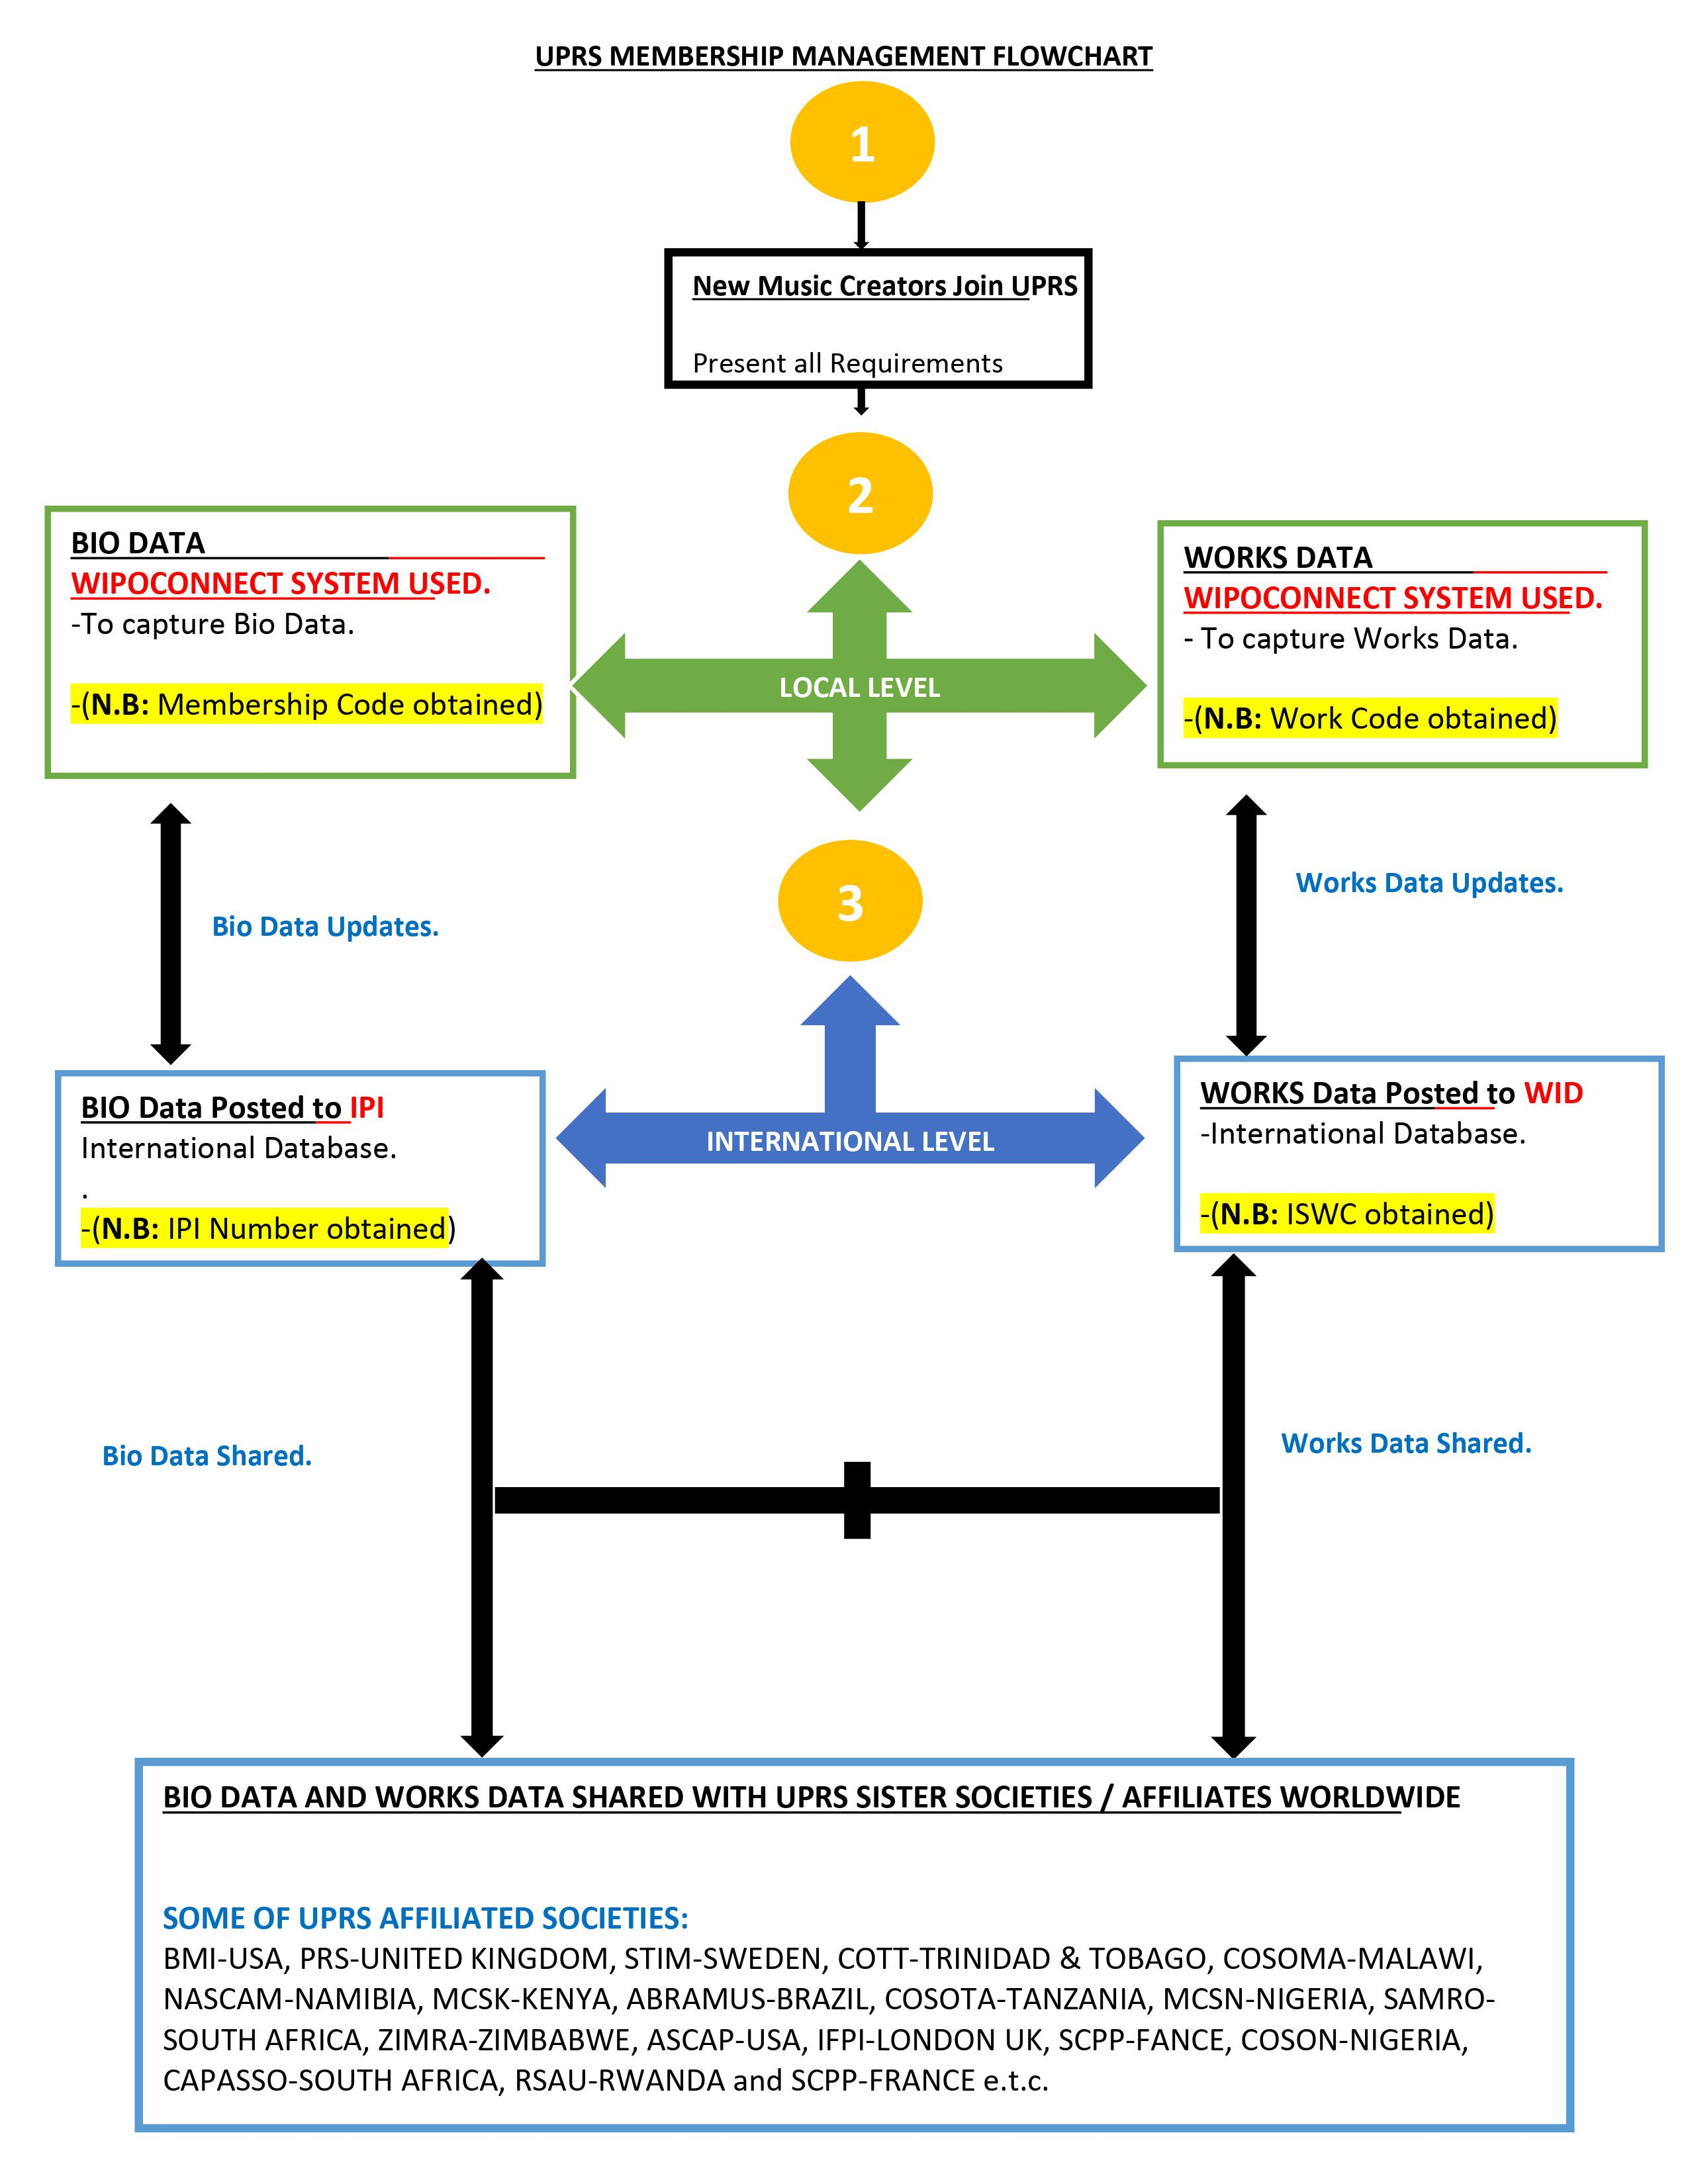 UPRS MEMBERSHIP MANAGEMENT FLOWCHART
1
New Music Creators Join UPRS
Present all Requirements
2
BIO DATA
WIPOCONNECT SYSTEM USED.
-To capture Bio Data.
-(N.B: Membership Code obtained)
LOCAL LEVEL
WORKS DATA
WIPOCONNECT SYSTEM USED.
- To capture Works Data.
-(N.B: Work Code obtained)
3
Bio Data Updates.
Works Data Updates.
BIO Data Posted to IPI
International Database.
.
-(N.B: IPI Number obtained)
INTERNATIONAL LEVEL
WORKS Data Posted to WID
-International Database.
-(N.B: ISWC obtained)
Bio Data Shared.
Works Data Shared.
BIO DATA AND WORKS DATA SHARED WITH UPRS SISTER SOCIETIES / AFFILIATES WORLDWIDE
SOME OF UPRS AFFILIATED SOCIETIES:
BMI-USA, PRS-UNITED KINGDOM, STIM-SWEDEN, COTT-TRINIDAD & TOBAGO, COSOMA-MALAWI,
NASCAM-NAMIBIA, MCSK-KENYA, ABRAMUS-BRAZIL, COSOTA-TANZANIA, MCSN-NIGERIA, SAMRO-
SOUTH AFRICA, ZIMRA-ZIMBABWE, ASCAP-USA, IFPI-LONDON UK, SCPP-FANCE, COSON-NIGERIA,
CAPASSO-SOUTH AFRICA, RSAU-RWANDA and SCPP-FRANCE e.t.c.